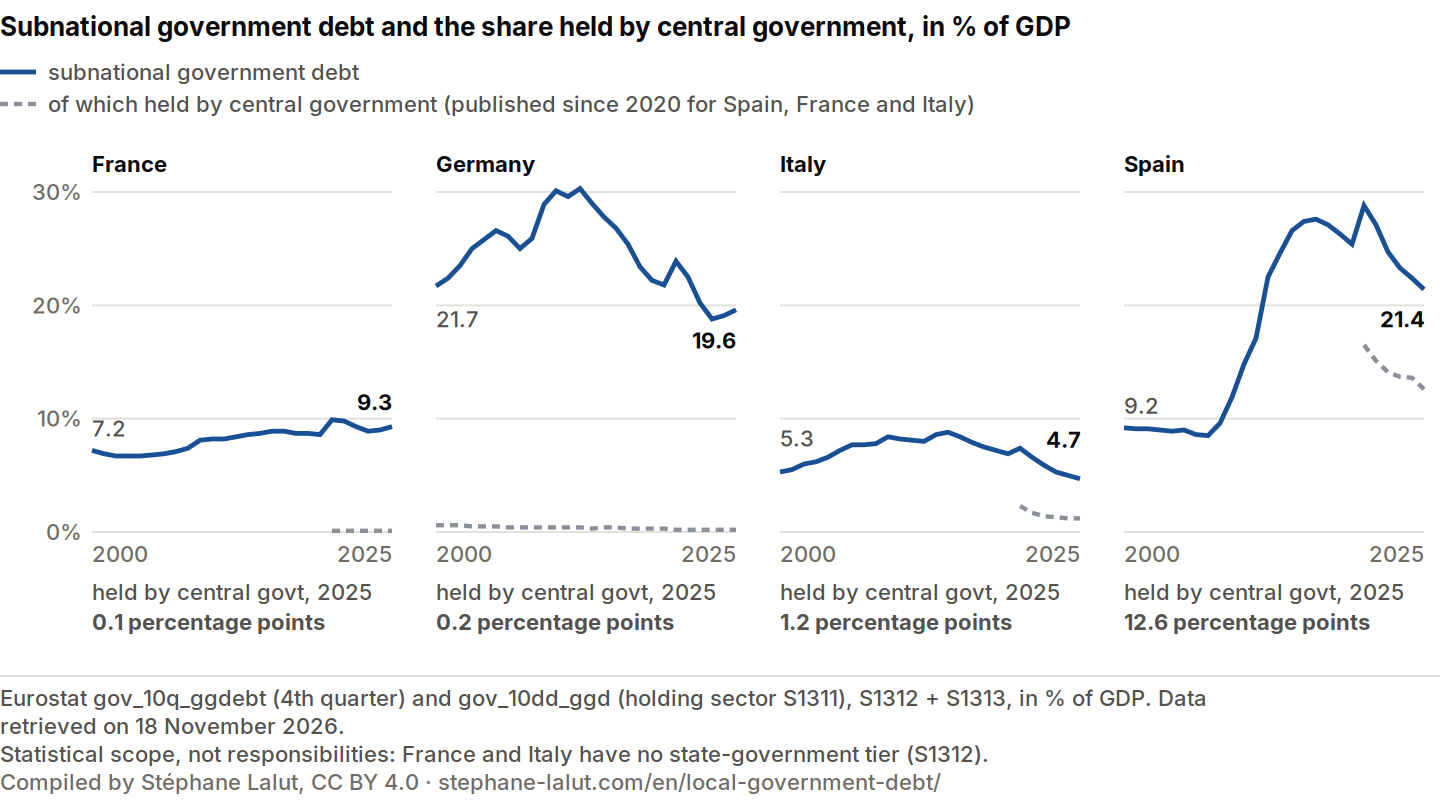 Subnational government debt and the share held by central government, in % of GDP
subnational government debt
of which held by central government (published since 2020 for Spain, France and Italy)
France
Germany
Italy
Spain
30%
20%
10%
0%
7.2
9.3
21.7
19.6
5.3
4.7
9.2
21.4
2000 2025
2000 2025
2000 2025
2000 2025
held by central govt, 2025
0.1 percentage points
held by central govt, 2025
0.2 percentage points
held by central govt, 2025
1.2 percentage points
held by central govt, 2025
12.6 percentage points
Eurostat gov_10q_ggdebt (4th quarter) and gov_10dd_ggd (holding sector S1311), S1312 + S1313, in % of GDP. Data
retrieved on 18 November 2026.
Statistical scope, not responsibilities: France and Italy have no state-government tier (S1312).
Compiled by Stéphane Lalut, CC BY 4.0 · stephane-lalut.com/en/local-government-debt/